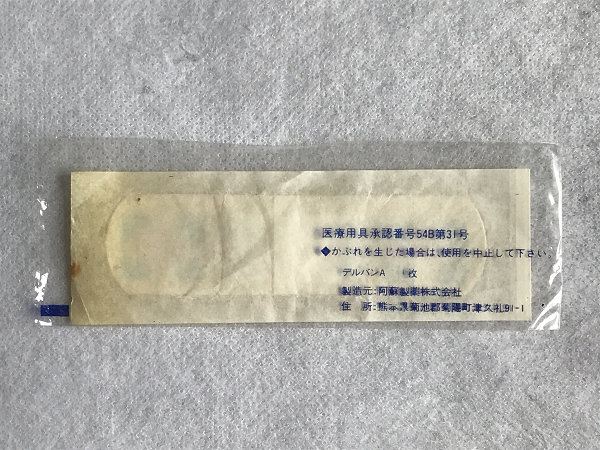 医療用具承認番号54B第31号
◆かぶれを生じた場合は、使用を中止して下さい。
デルバンA 1枚
製造元:阿蘇製薬株式会社
住 所:熊本県菊池郡菊陽町津久礼91-1